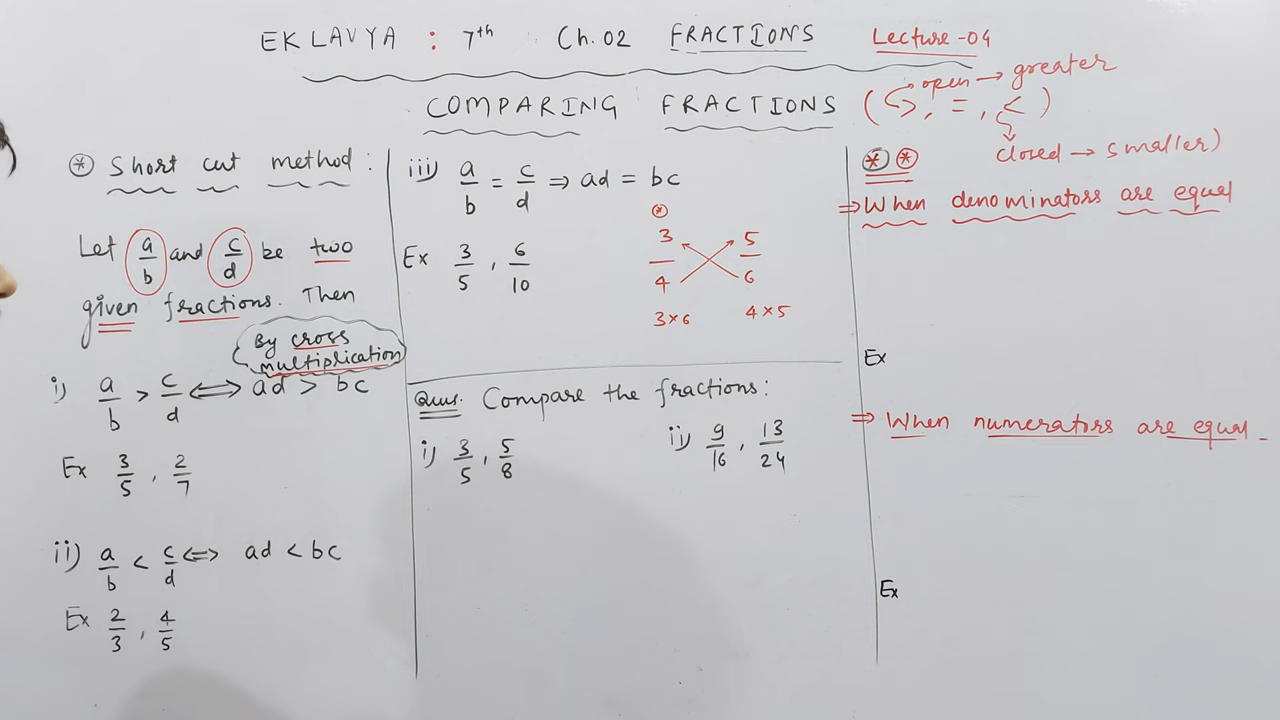 EKLAVYA : 7th Ch. 02 FRACTIONS Lecture - 04
COMPARING FRACTIONS ( >, =, < )
open → greater
closed → smaller)
* Short cut method :
Let a/b and c/d be two
given fractions. Then
By cross
multiplication
i) a/b > c/d ⟺ ad > bc
Ex 3/5 , 2/7
ii) a/b < c/d ⟺ ad < bc
Ex 2/3 , 4/5
iii) a/b = c/d ⇒ ad = bc
Ex 3/5 , 6/10
*
3/4 5/6
3×6 4×5
Ques. Compare the fractions :
i) 3/5 , 5/8 ii) 9/16 , 13/24
* *
⇒ When denominators are equal
Ex
⇒ When numerators are equal -
Ex